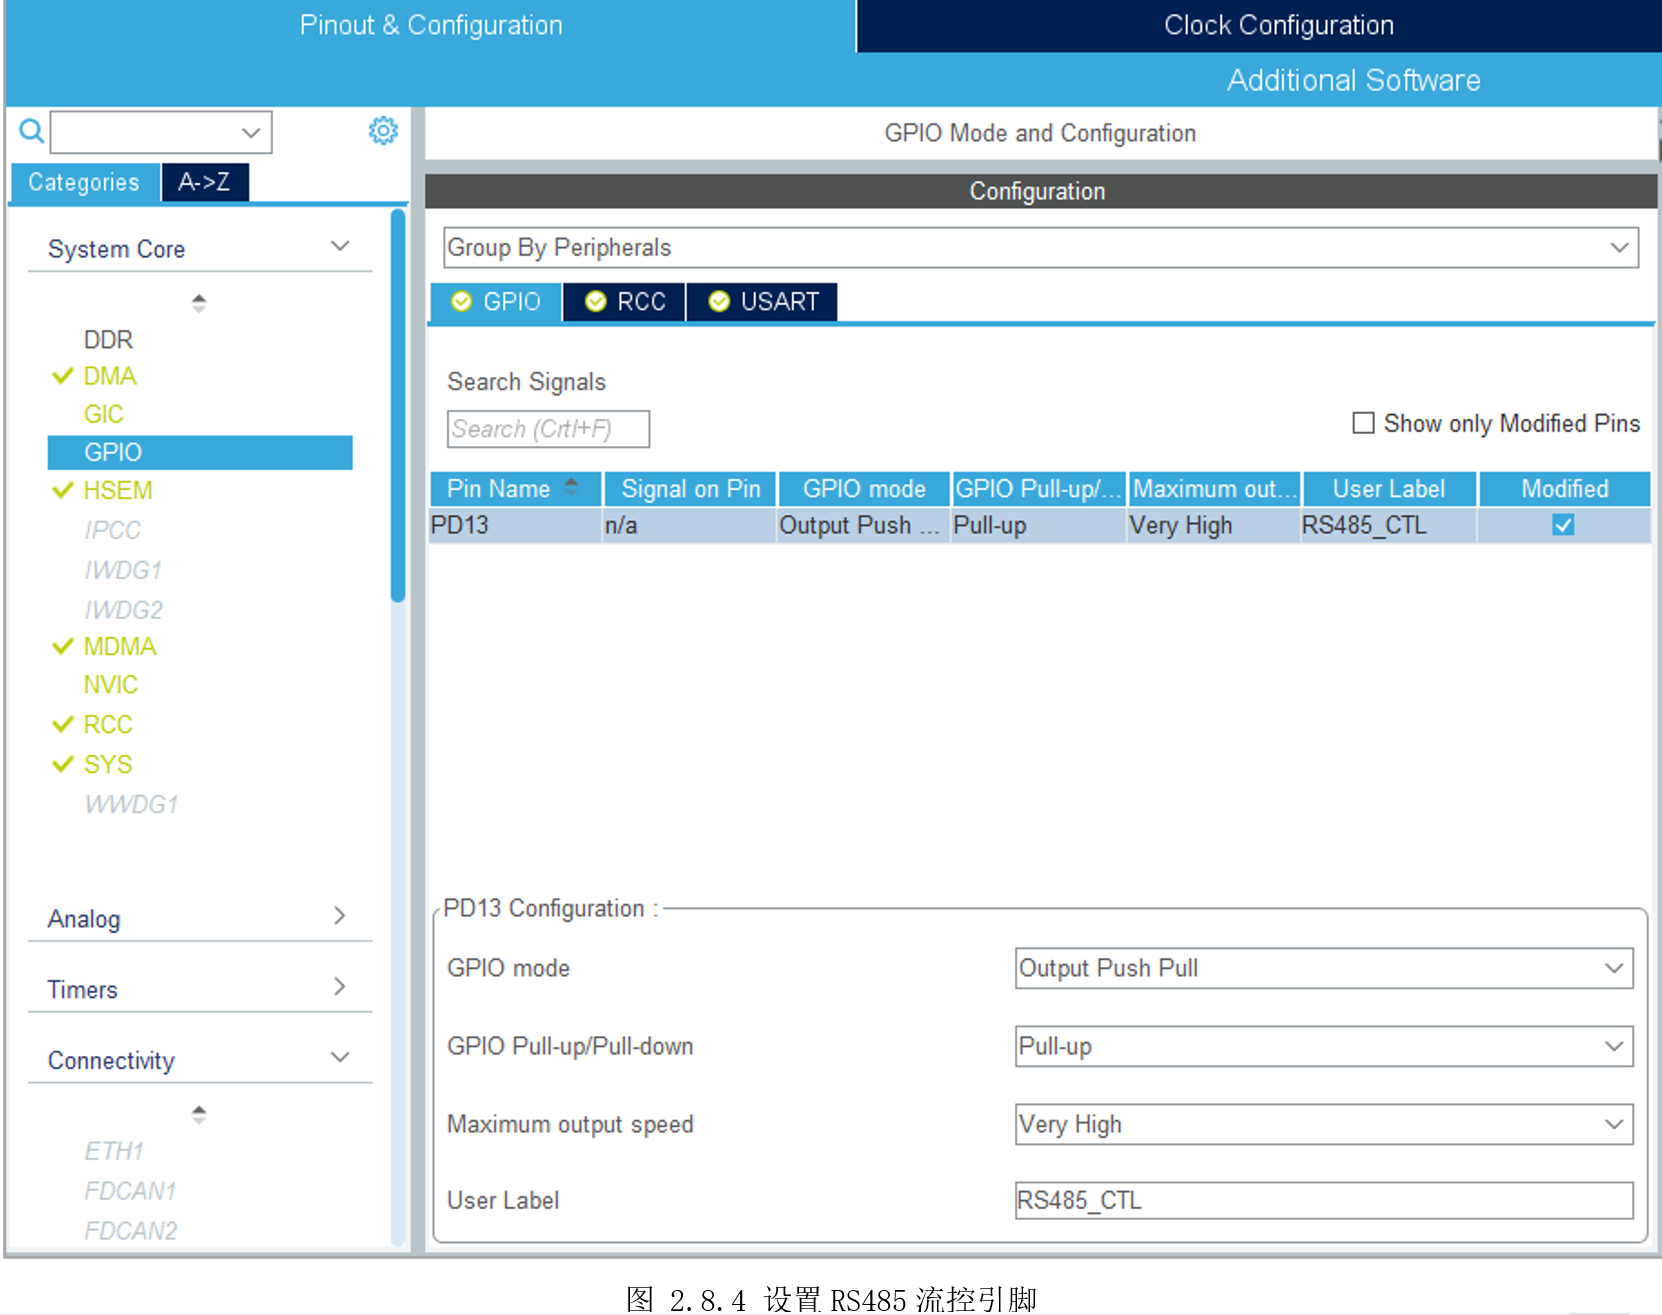 Pinout & Configuration
Clock Configuration
Additional Software
Categories
A->Z
System Core
DDR
DMA
GIC
GPIO
HSEM
IPCC
IWDG1
IWDG2
MDMA
NVIC
RCC
SYS
WWDG1
Analog
Timers
Connectivity
ETH1
FDCAN1
FDCAN2
GPIO Mode and Configuration
Configuration
Group By Peripherals
GPIO RCC USART
Search Signals
Search (Crtl+F)
Show only Modified Pins
Pin Name Signal on Pin GPIO mode GPIO Pull-up/... Maximum out... User Label Modified
PD13 n/a Output Push ... Pull-up Very High RS485_CTL
PD13 Configuration :
GPIO mode Output Push Pull
GPIO Pull-up/Pull-down Pull-up
Maximum output speed Very High
User Label RS485_CTL
图 2.8.4 设置 RS485 流控引脚